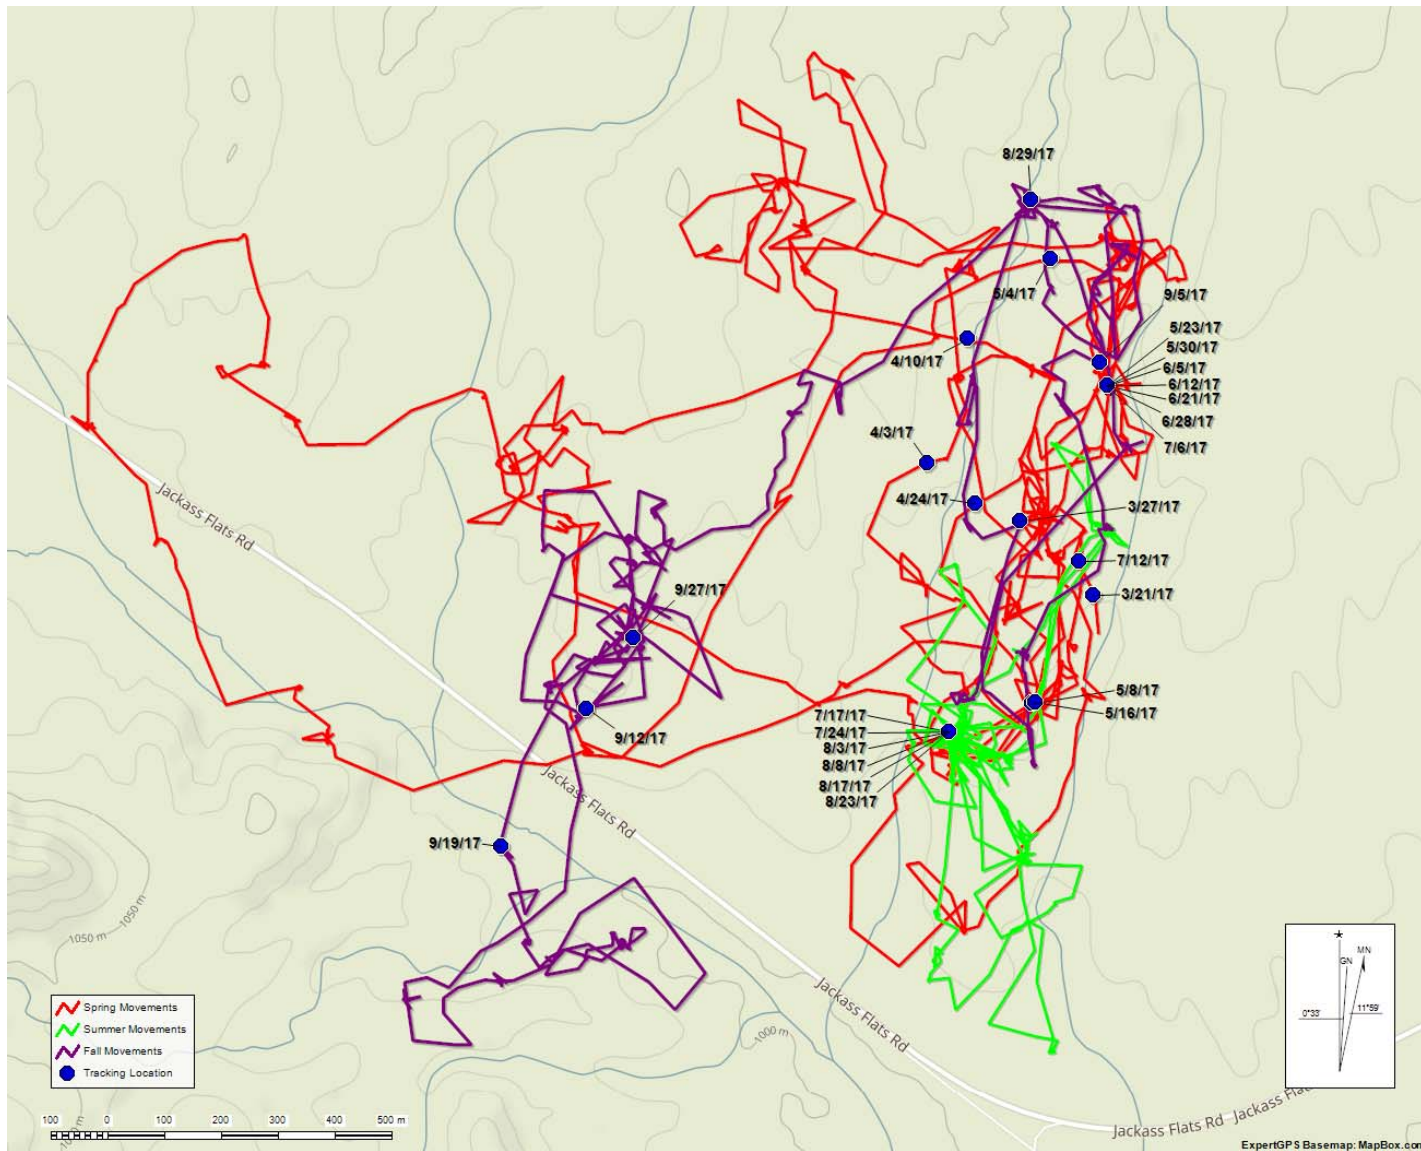 8/29/17
5/4/17
9/5/17
5/23/17
5/30/17
4/10/17
6/5/17
6/12/17
6/21/17
6/28/17
4/3/17
7/6/17
4/24/17
3/27/17
Jackass Flats Rd
7/12/17
9/27/17
3/21/17
5/8/17
7/17/17
5/16/17
7/24/17
9/12/17
8/3/17
8/8/17
8/17/17
8/23/17
Jackass Flats Rd
9/19/17
1050 m
1050 m
MN
GN
Jackass Flats Rd
Spring Movements
0°33'
11°59'
Summer Movements
1000 m
Fall Movements
Tracking Location
100 0 100 200 300 400 500 m
Jackass Flats Rd
Jackass Flats
ExpertGPS Basemap: MapBox.com